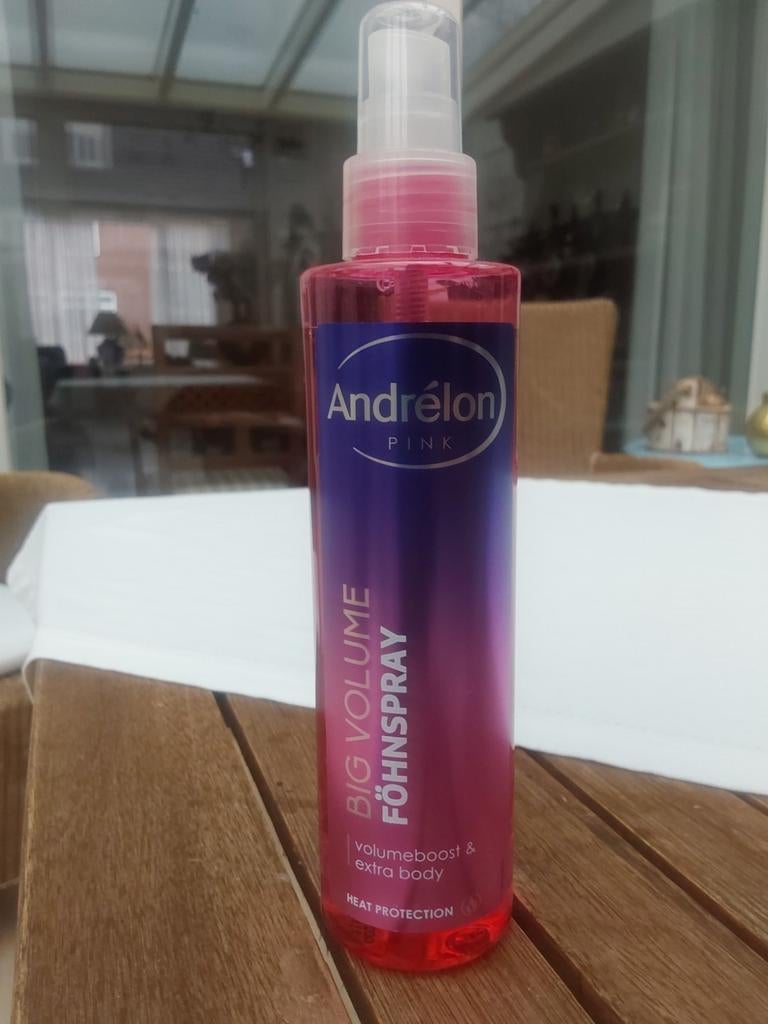 Andrélon
PINK
BIG VOLUME
FÖHNSPRAY
volumeboost &
extra body
HEAT PROTECTION